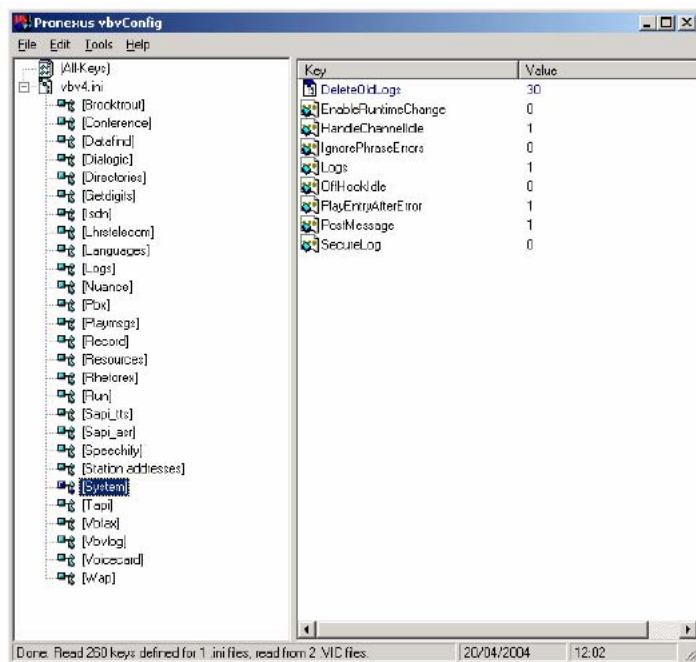 Pronexus vbvConfig
File Edit Tools Help
[All-Keys]
vbv4.ini
[Brooktrout]
[Conference]
[Datafind]
[Dialogic]
[Directories]
[Getdigits]
[Isdn]
[Lhrstelecom]
[Languages]
[Logs]
[Nuance]
[Pbx]
[Playmsgs]
[Record]
[Resources]
[Rhetorex]
[Run]
[Sapi_tts]
[Sapi_asr]
[Speechify]
[Station addresses]
[System]
[Tapi]
[Vbfax]
[Vbvlog]
[Voicecard]
[Wap]
Key Value
DeleteOldLogs 30
EnableRuntimeChange 0
HandleChannelIdle 1
IgnorePhraseErrors 0
Logs 1
OffHookIdle 0
PlayEntryAfterError 1
PostMessage 1
SecureLog 0
Done. Read 260 keys defined for 1 .ini files, read from 2 .VIC files. 20/04/2004 12:02